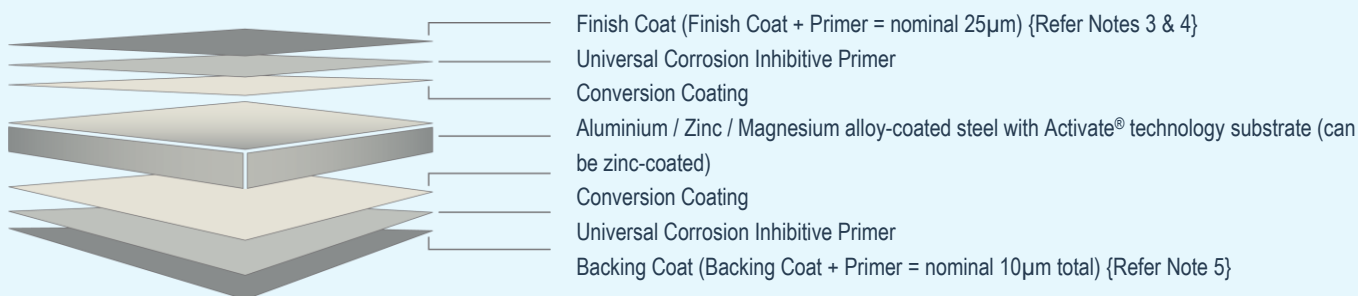 Finish Coat (Finish Coat + Primer = nominal 25µm) {Refer Notes 3 & 4}
Universal Corrosion Inhibitive Primer
Conversion Coating
Aluminium / Zinc / Magnesium alloy-coated steel with Activate® technology substrate (can
be zinc-coated)
Conversion Coating
Universal Corrosion Inhibitive Primer
Backing Coat (Backing Coat + Primer = nominal 10µm total) {Refer Note 5}